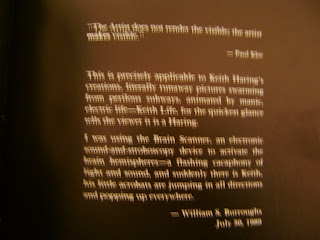 "The Artist does not render the visible; the artist
makes visible."
— Paul Klee
This is precisely applicable to Keith Haring's
creations, literally runaway pictures swarming
from perilous subways, animated by manic,
electric life—Keith Life, for the quickest glance
tells the viewer it is a Haring.
I was using the Brain Scanner, an electronic
sound-and-stroboscopy device to activate the
brain hemispheres—a flashing cacaphony of
light and sound, and suddenly there is Keith,
his little acrobats are jumping in all directions
and popping up everywhere.
— William S. Burroughs
July 30, 1989